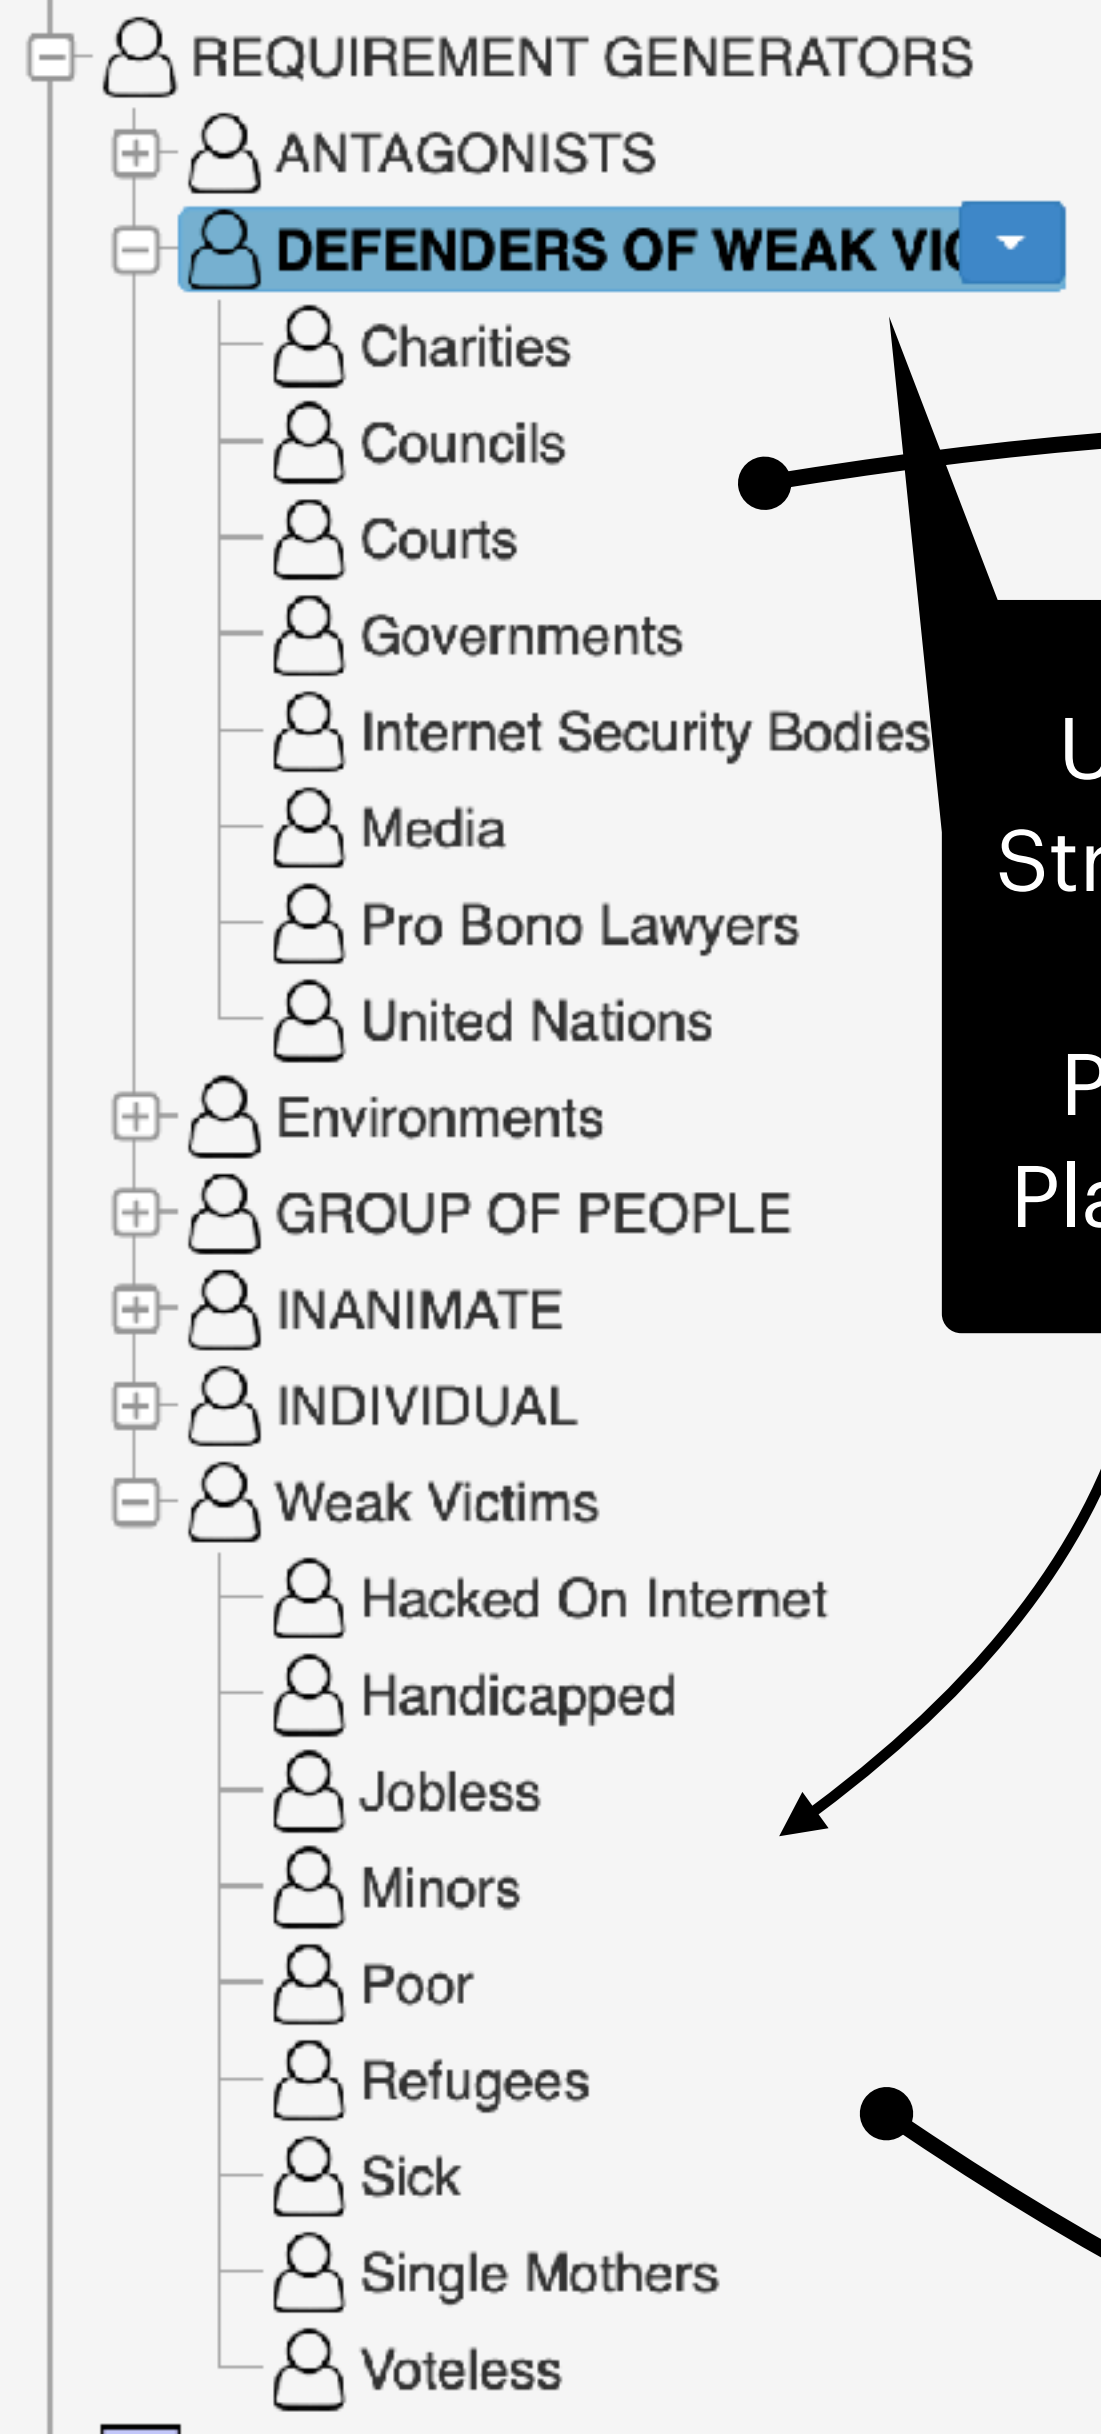 REQUIREMENT GENERATORS
ANTAGONISTS
DEFENDERS OF WEAK
Charities
Councils
Courts
Governments
Internet Security Bodies
Media
Pro Bono Lawyers
United Nations
Environments
GROUP OF PEOPLE
INANIMATE
INDIVIDUAL
Weak Victims
Hacked On Internet
Handicapped
Jobless
Minors
Poor
Refugees
Sick
Single Mothers
Voteless